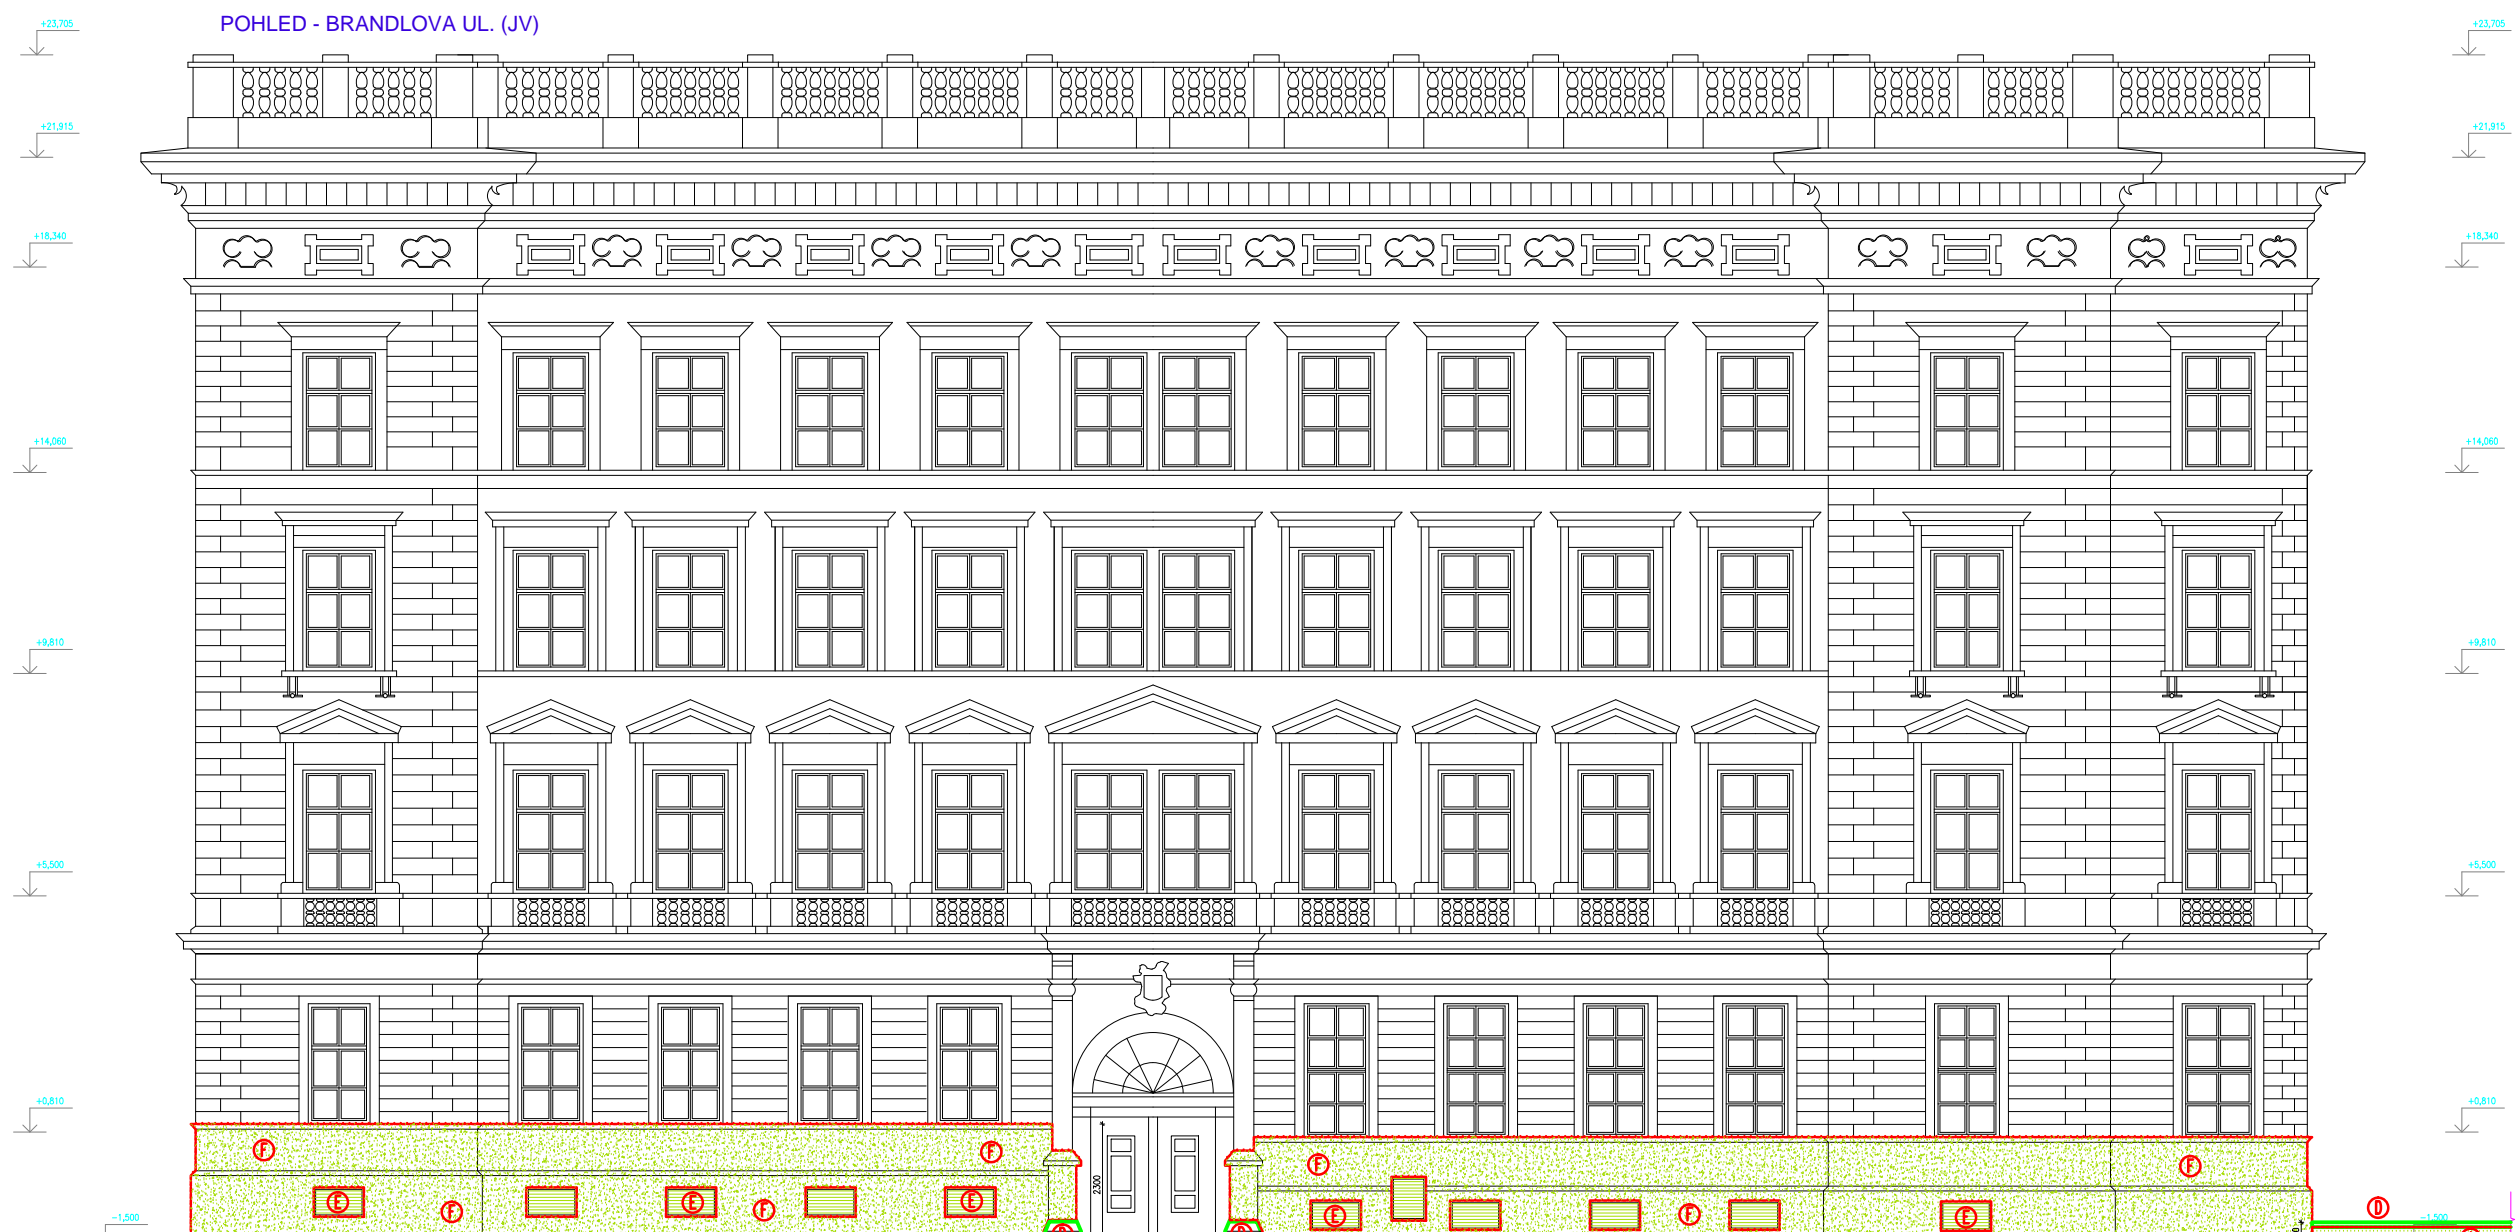 POHLED - BRANDLOVA UL. (JV)
+23,705
+23,705
+21,915
+21,915
+18,340
+18,340
+14,060
+14,060
+9,810
+9,810
+5,500
+5,500
+0,810
+0,810
F
F
F
F
2300
E
E
E
E
E
F
F
F
D
-1,500
-1,500